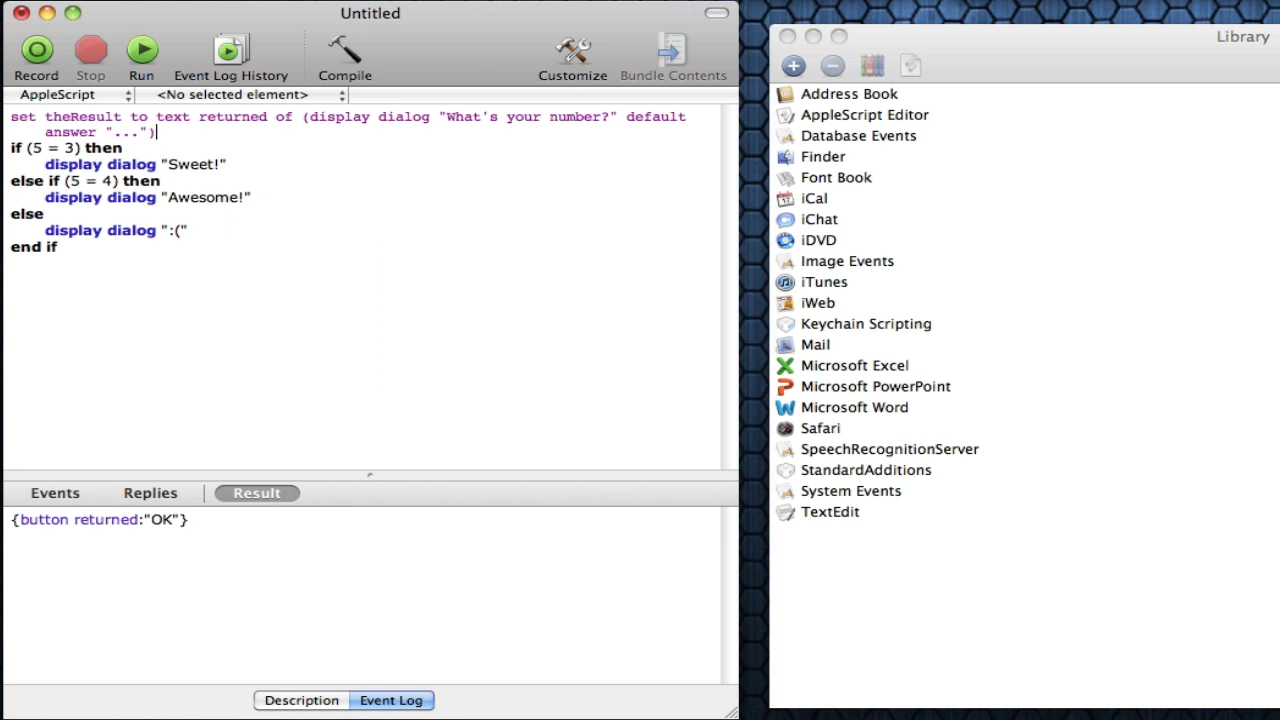 Untitled
Record Stop Run Event Log History Compile Customize Bundle Contents
AppleScript <No selected element>
set theResult to text returned of (display dialog "What's your number?" default
answer "...")
if (5 = 3) then
display dialog "Sweet!"
else if (5 = 4) then
display dialog "Awesome!"
else
display dialog ":("
end if
Events Replies Result
{button returned:"OK"}
Description Event Log
Library
Address Book
AppleScript Editor
Database Events
Finder
Font Book
iCal
iChat
iDVD
Image Events
iTunes
iWeb
Keychain Scripting
Mail
Microsoft Excel
Microsoft PowerPoint
Microsoft Word
Safari
SpeechRecognitionServer
StandardAdditions
System Events
TextEdit